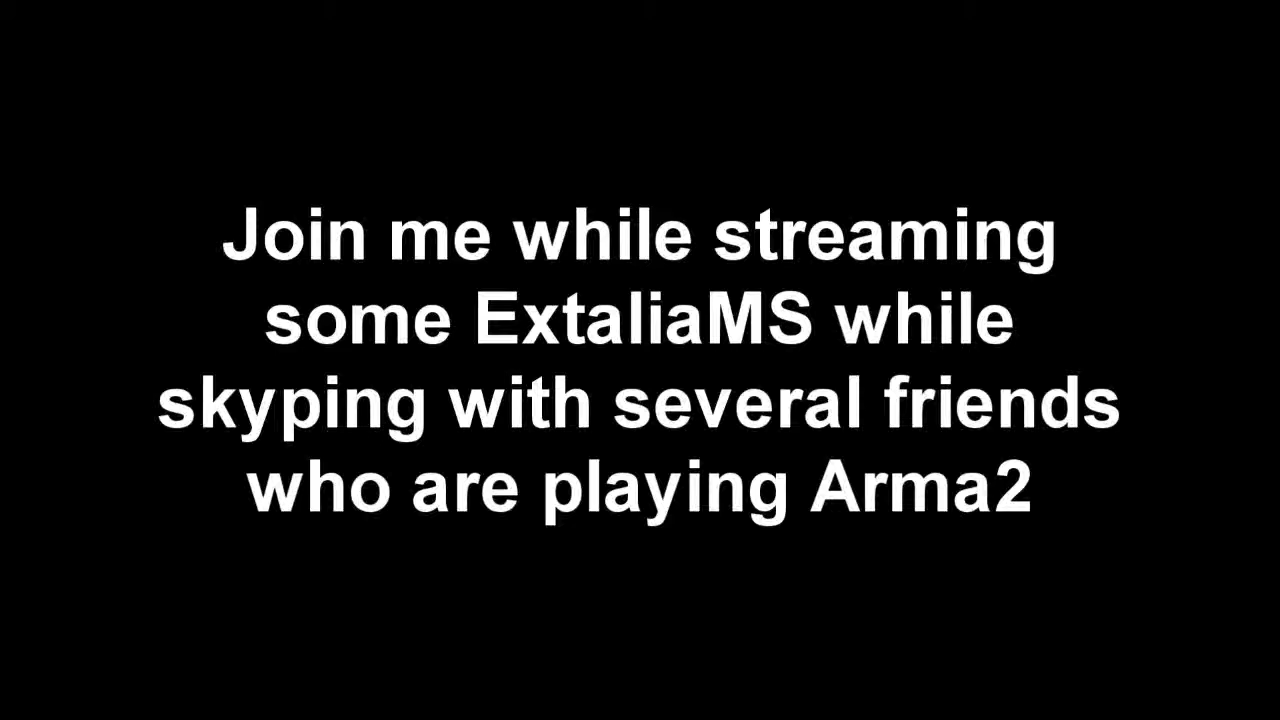 Join me while streaming
some ExtaliaMS while
skyping with several friends
who are playing Arma2